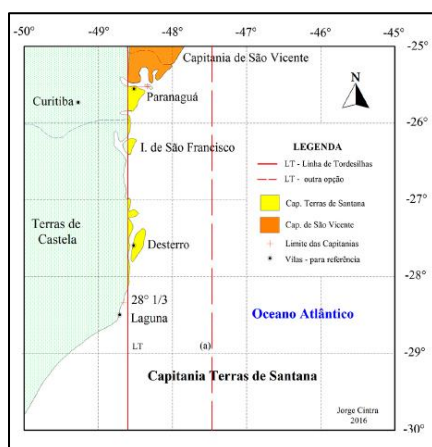 -50° -49° -48° -47° -46° -45°
-25°
Capitania de São Vicente
Curitiba
Paranaguá
N
-26°
I. de São Francisco
LEGENDA
LT - Linha de Tordesilhas
LT - outra opção
-27°
Cap. Terras de Santana
Cap. de São Vicente
Limite das Capitanias
Vilas - para referência
Terras de
Castela
Desterro
-28°
28° 1/3
Laguna
Oceano Atlântico
LT
(a)
-29°
Capitania Terras de Santana
Jorge Cintra
2016
-30°